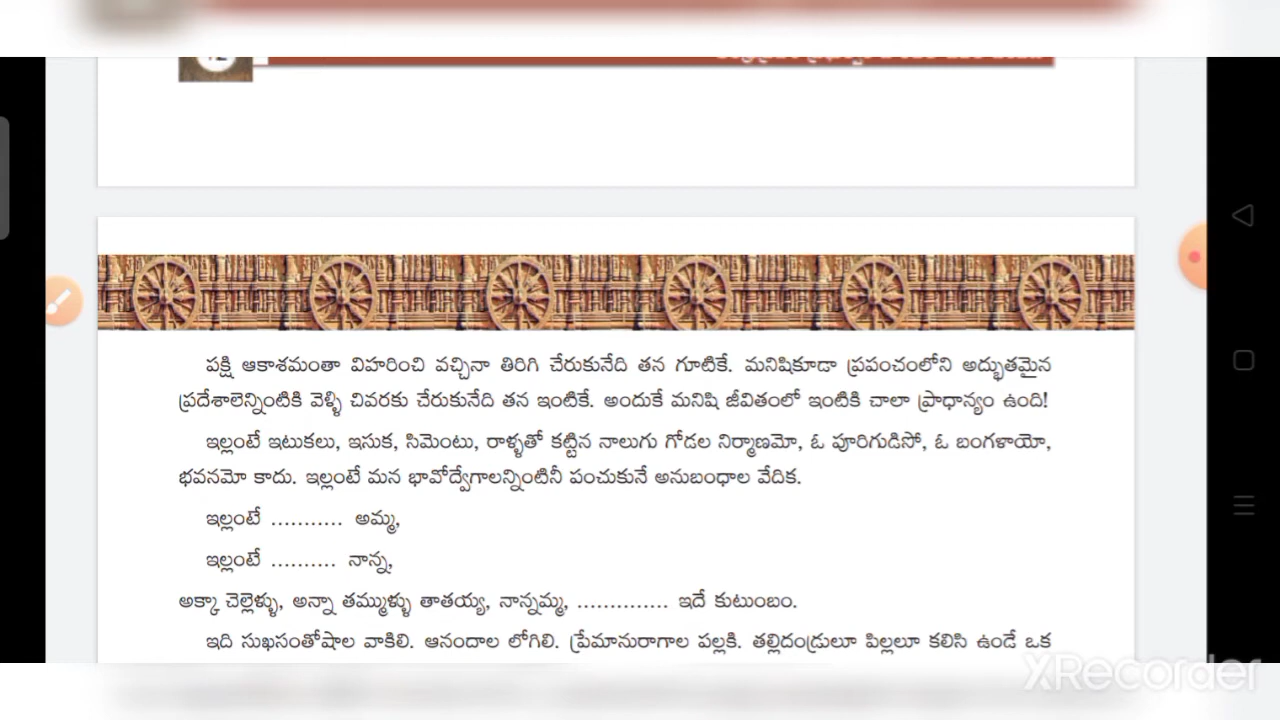 పక్షి ఆకాశమంతా విహరించి వచ్చినా తిరిగి చేరుకునేది తన గూటికే. మనిషికూడా ప్రపంచంలోని అద్భుతమైన
ప్రదేశాలెన్నింటికి వెళ్ళి చివరకు చేరుకునేది తన ఇంటికే. అందుకే మనిషి జీవితంలో ఇంటికి చాలా ప్రాధాన్యం ఉంది!
ఇల్లంటే ఇటుకలు, ఇసుక, సిమెంటు, రాళ్ళతో కట్టిన నాలుగు గోడల నిర్మాణమో, ఓ పూరిగుడిసో, ఓ బంగళాయో,
భవనమో కాదు. ఇల్లంటే మన భావోద్వేగాలన్నింటినీ పంచుకునే అనుబంధాల వేదిక.
ఇల్లంటే ........... అమ్మ,
ఇల్లంటే .......... నాన్న,
అక్కా చెల్లెళ్ళు, అన్నా తమ్ముళ్ళు తాతయ్య, నాన్నమ్మ, .............. ఇదే కుటుంబం.
ఇది సుఖసంతోషాల వాకిలి. ఆనందాల లోగిలి. ప్రేమానురాగాల పల్లకి. తల్లిదండ్రులూ పిల్లలూ కలిసి ఉండే ఒక
XRecorder